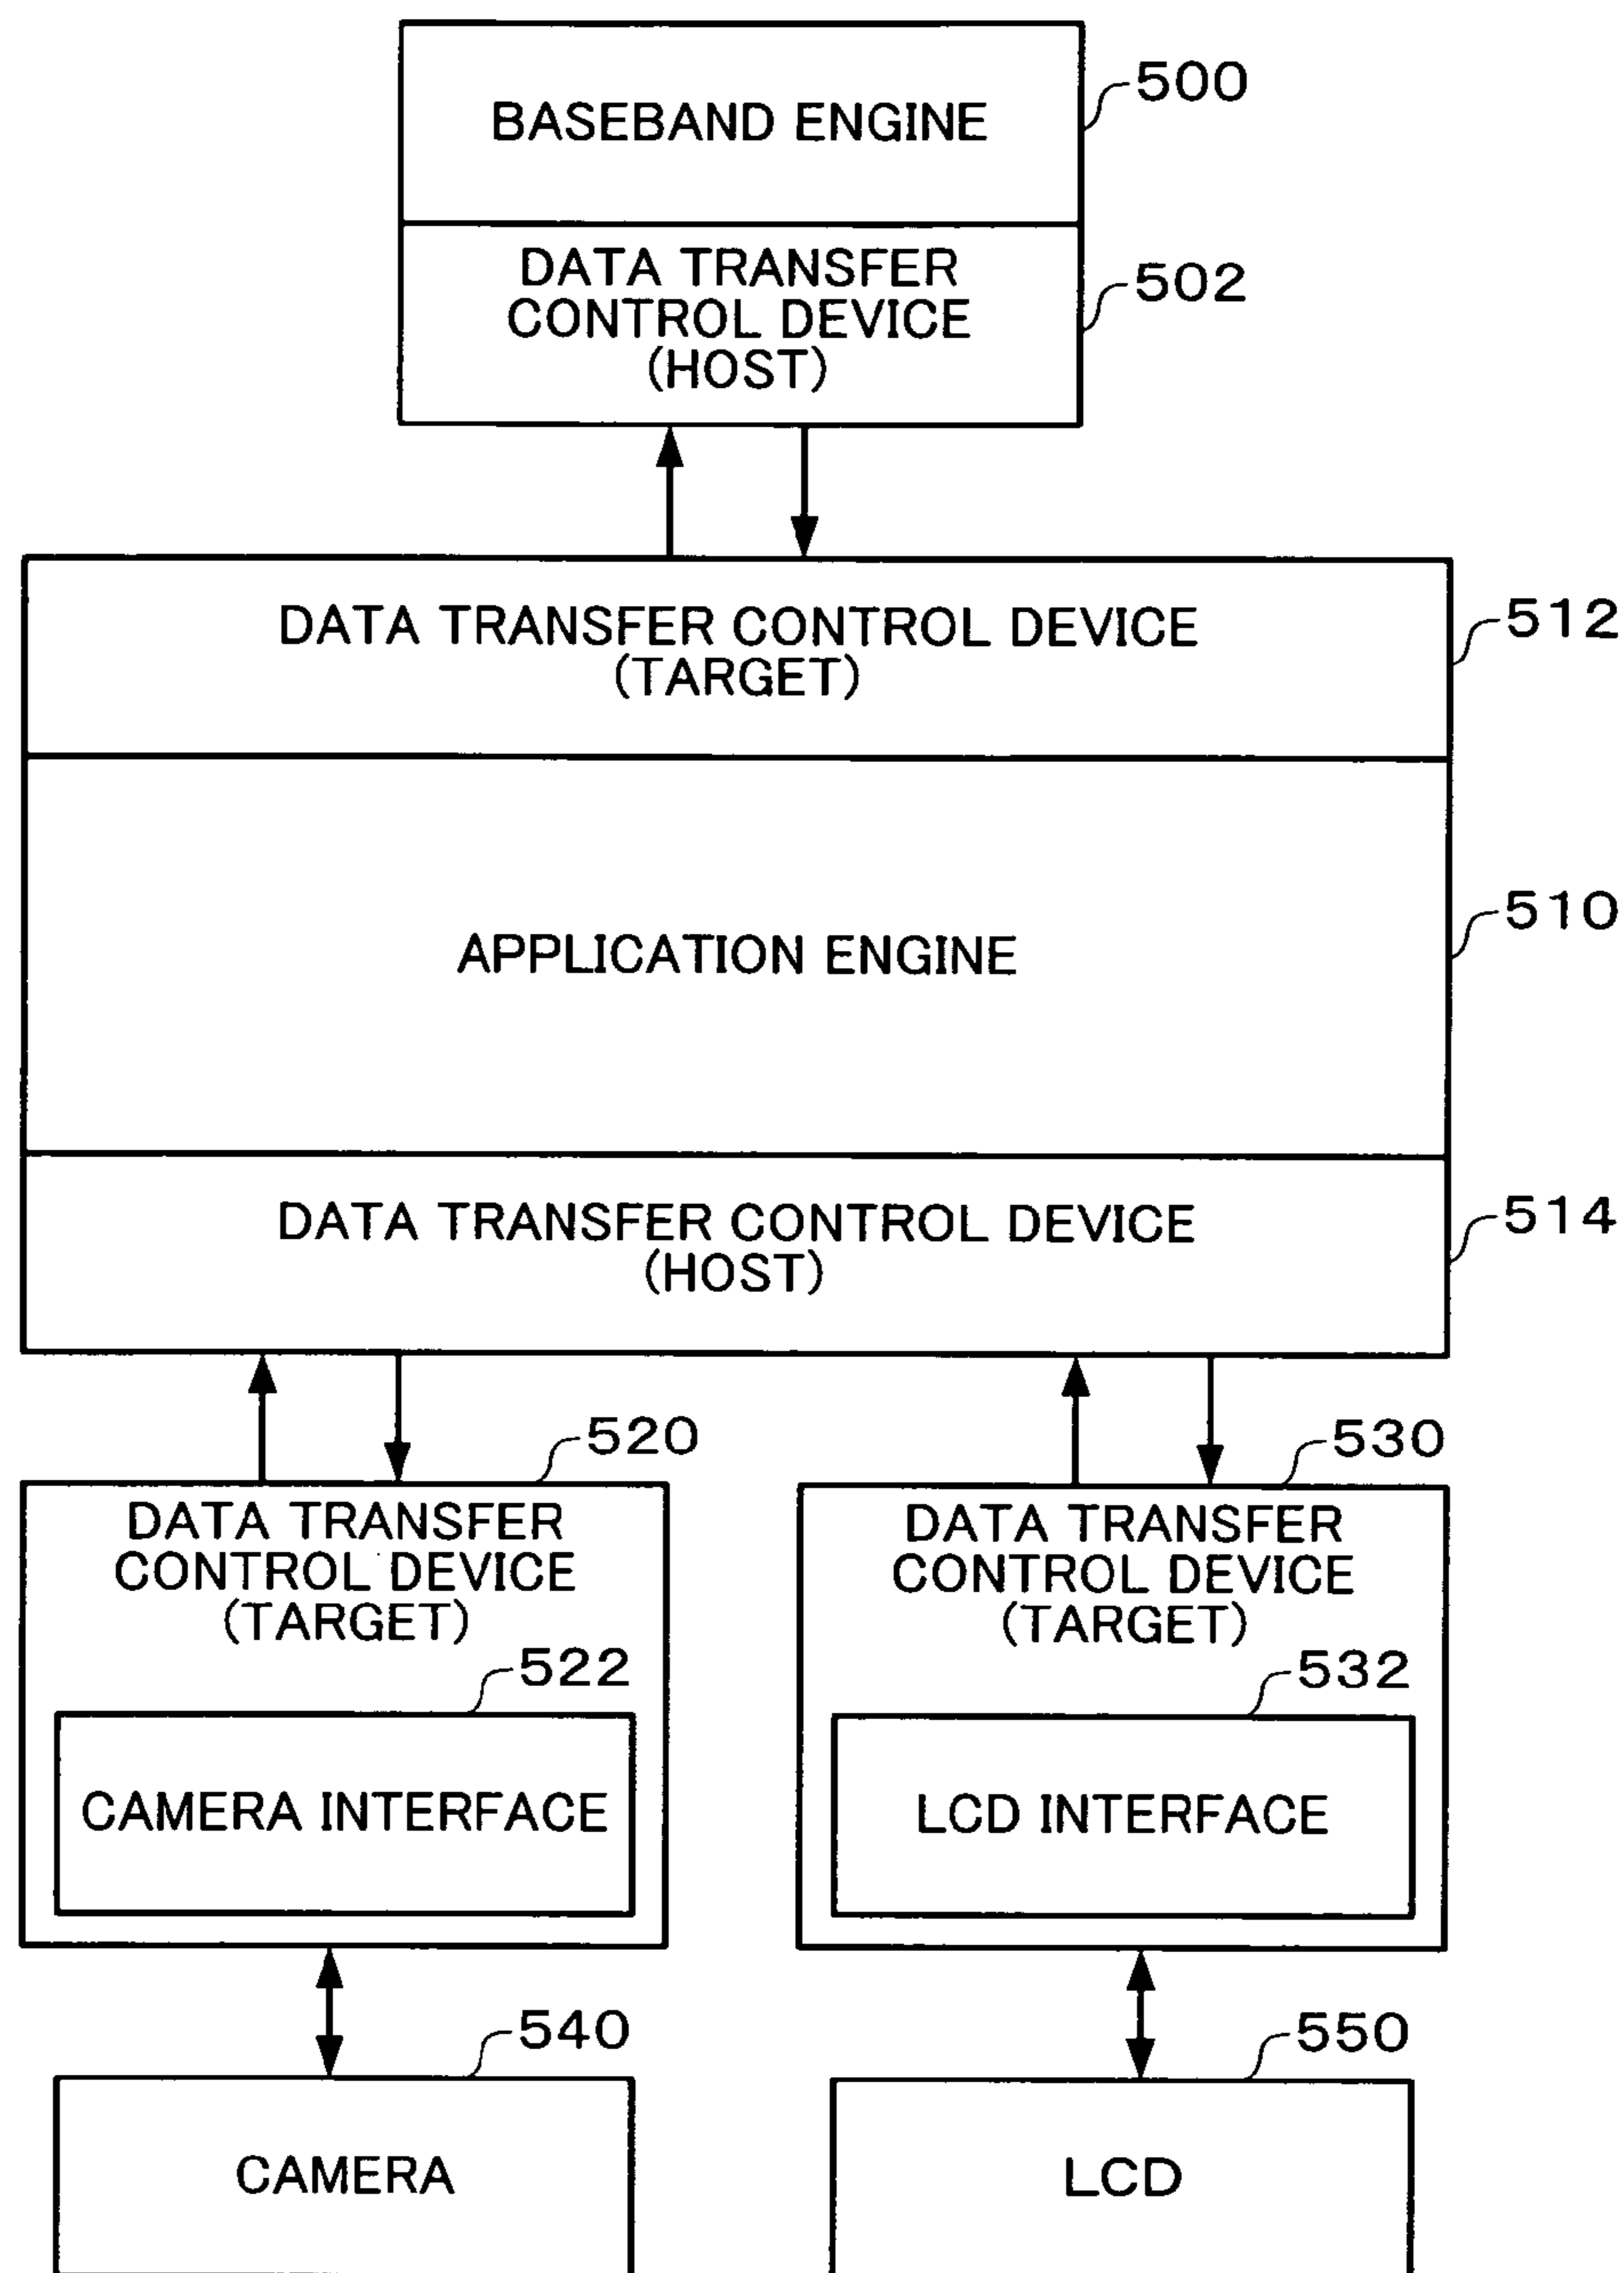 BASEBAND ENGINE
500
DATA TRANSFER
CONTROL DEVICE
(HOST)
502
DATA TRANSFER CONTROL DEVICE
(TARGET)
512
APPLICATION ENGINE
510
DATA TRANSFER CONTROL DEVICE
(HOST)
514
520
DATA TRANSFER
CONTROL DEVICE
(TARGET)
522
CAMERA INTERFACE
530
DATA TRANSFER
CONTROL DEVICE
(TARGET)
532
LCD INTERFACE
540
CAMERA
550
LCD